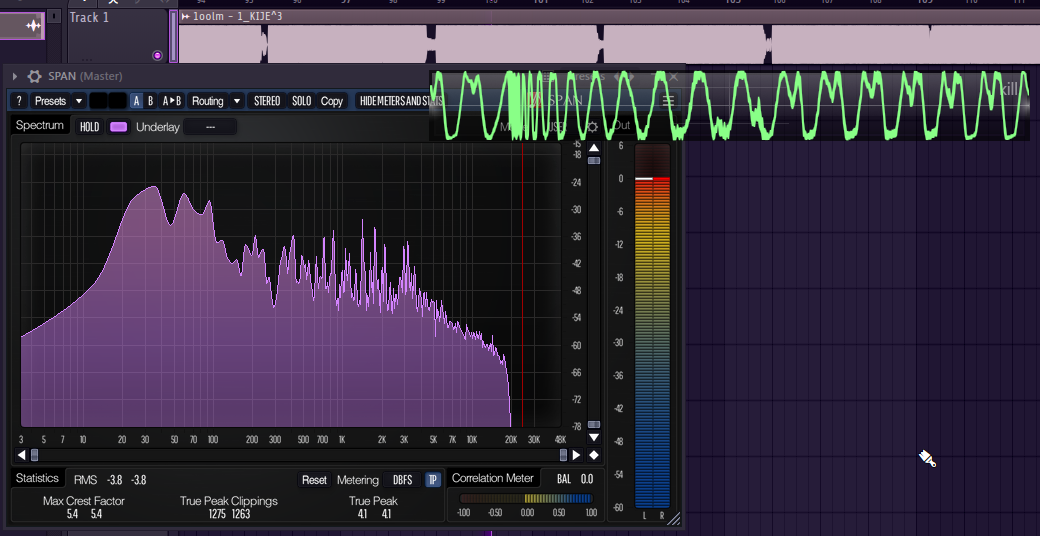 Track 1
1oolm - 1_KIJE^3
SPAN (Master)
? Presets A B A▸B Routing STEREO SOLO Copy HIDE METERS AND STATS
SPAN
kill
Spectrum HOLD Underlay --- Out
6
-18 0
-24 -6
-30 -12
-36 -18
-42 -24
-48 -30
-54 -36
-60 -42
-66 -48
-72 -54
-78 -60
3 5 7 10 20 30 50 70 100 200 300 500 700 1K 2K 3K 5K 7K 10K 20K 30K 48K
L R
Statistics RMS -3.8 -3.8 Reset Metering DBFS TP Correlation Meter BAL 0.0
Max Crest Factor True Peak Clippings True Peak
5.4 5.4 1275 1263 4.1 4.1
-1.00 -0.50 0.00 0.50 1.00